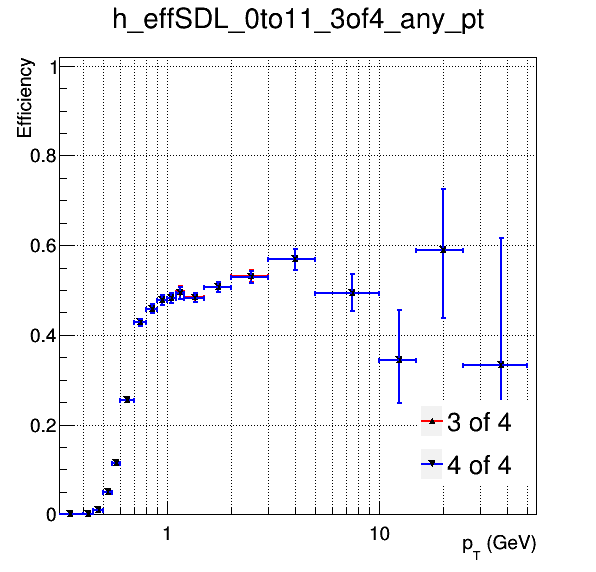 h_effSDL_0to11_3of4_any_pt
Efficiency
1
0.8
0.6
0.4
0.2
0
1
10
p_T (GeV)
3 of 4
4 of 4